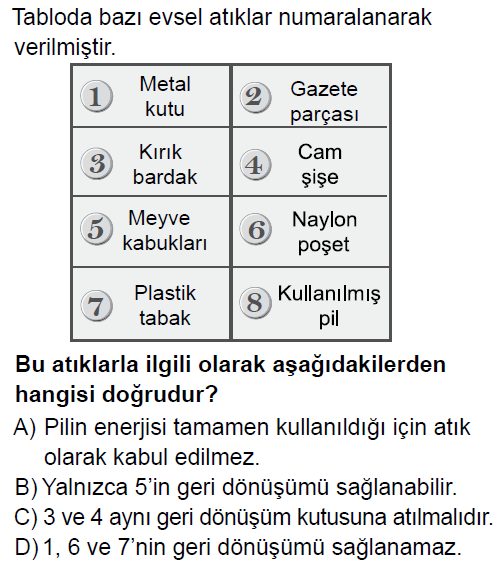 Tabloda bazı evsel atıklar numaralanarak
verilmiştir.
1 Metal kutu
2 Gazete parçası
3 Kırık bardak
4 Cam şişe
5 Meyve kabukları
6 Naylon poşet
7 Plastik tabak
8 Kullanılmış pil
Bu atıklarla ilgili olarak aşağıdakilerden
hangisi doğrudur?
A) Pilin enerjisi tamamen kullanıldığı için atık
olarak kabul edilmez.
B) Yalnızca 5’in geri dönüşümü sağlanabilir.
C) 3 ve 4 aynı geri dönüşüm kutusuna atılmalıdır.
D) 1, 6 ve 7’nin geri dönüşümü sağlanamaz.